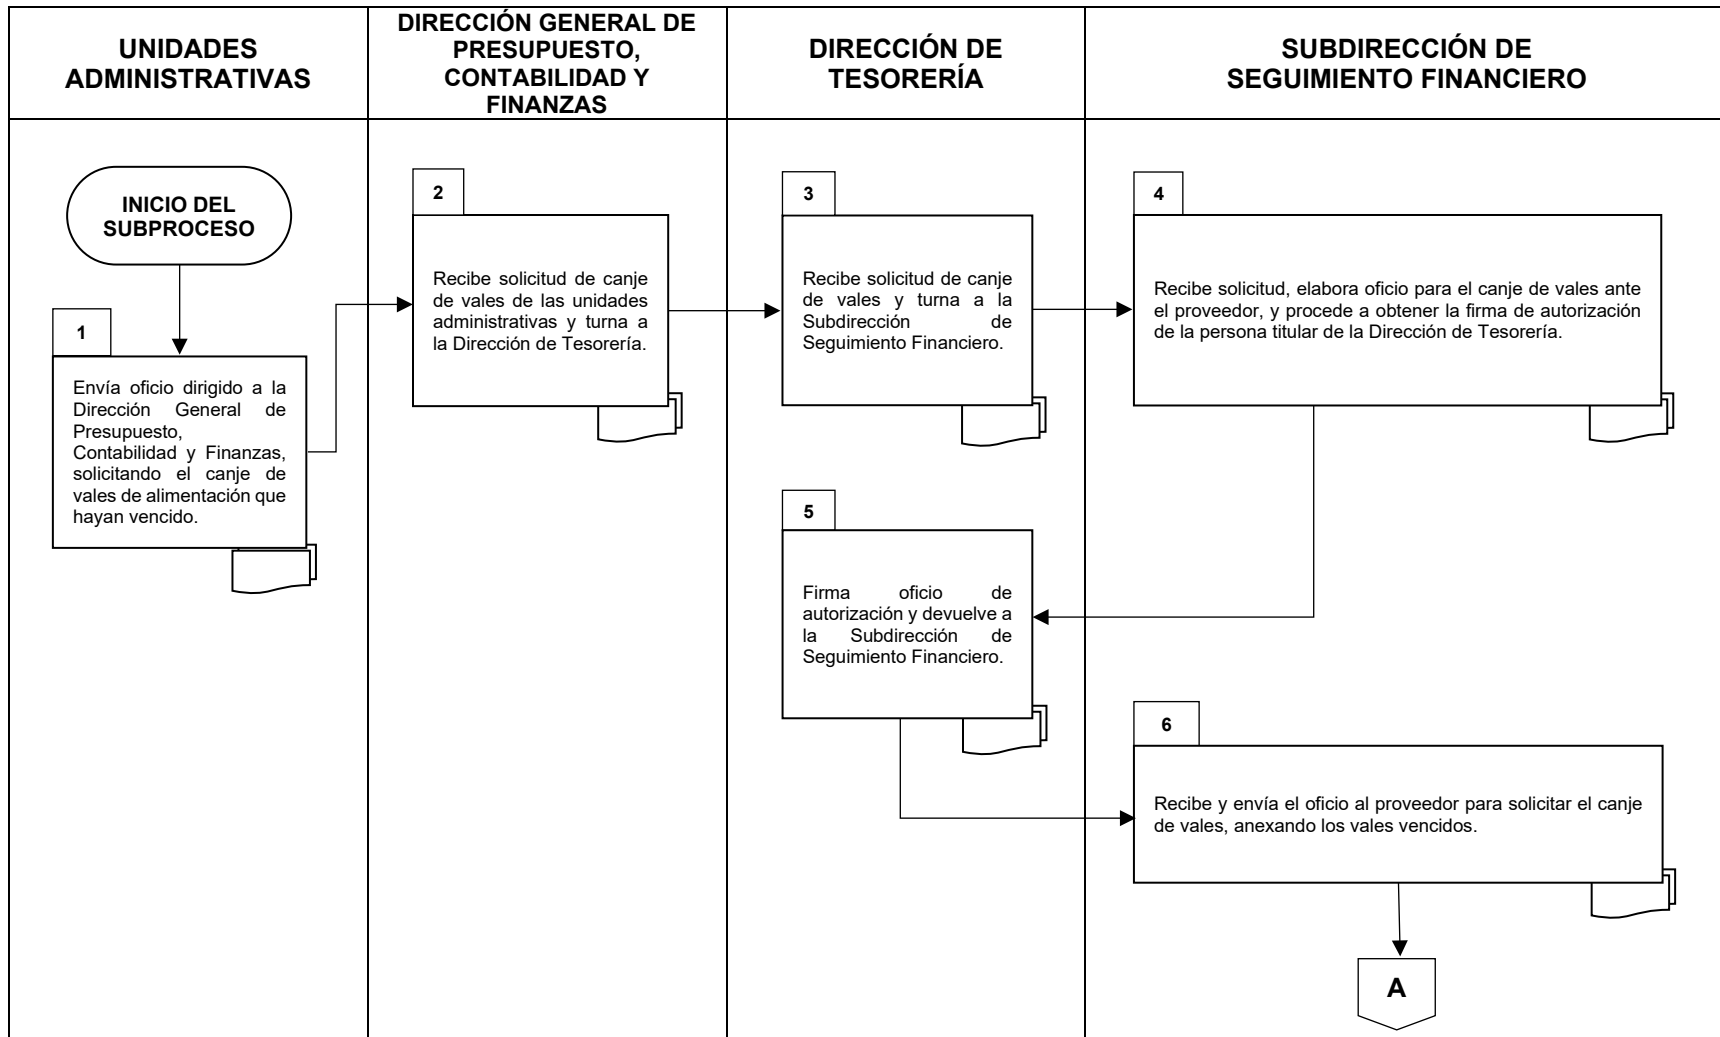 UNIDADES
ADMINISTRATIVAS
DIRECCIÓN GENERAL DE
PRESUPUESTO,
CONTABILIDAD Y
FINANZAS
DIRECCIÓN DE
TESORERÍA
SUBDIRECCIÓN DE
SEGUIMIENTO FINANCIERO
INICIO DEL
SUBPROCESO
1
Envía oficio dirigido a la
Dirección General de
Presupuesto,
Contabilidad y Finanzas,
solicitando el canje de
vales de alimentación que
hayan vencido.
2
Recibe solicitud de canje
de vales de las unidades
administrativas y turna a
la Dirección de Tesorería.
3
Recibe solicitud de canje
de vales y turna a la
Subdirección de
Seguimiento Financiero.
4
Recibe solicitud, elabora oficio para el canje de vales ante
el proveedor, y procede a obtener la firma de autorización
de la persona titular de la Dirección de Tesorería.
5
Firma oficio de
autorización y devuelve a
la Subdirección de
Seguimiento Financiero.
6
Recibe y envía el oficio al proveedor para solicitar el canje
de vales, anexando los vales vencidos.
A